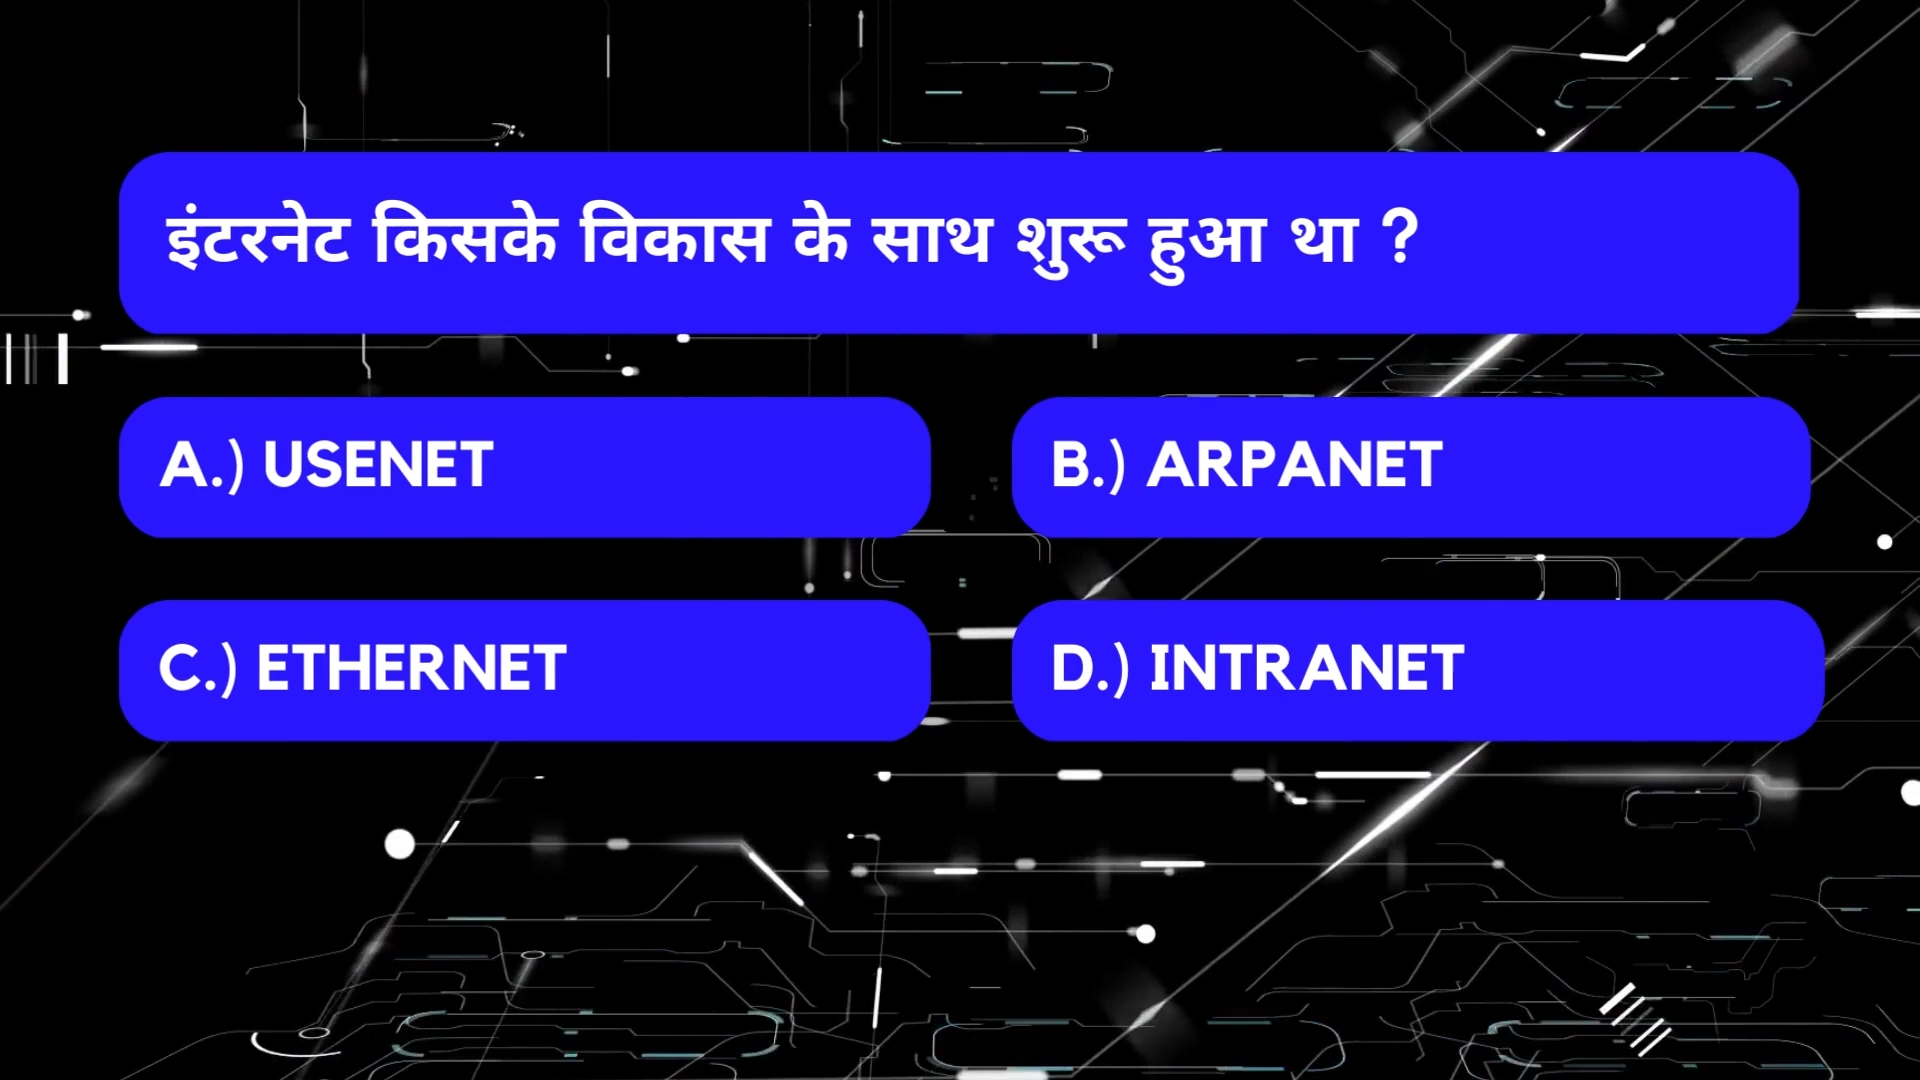 इंटरनेट किसके विकास के साथ शुरू हुआ था ?
A.) USENET
B.) ARPANET
C.) ETHERNET
D.) INTRANET